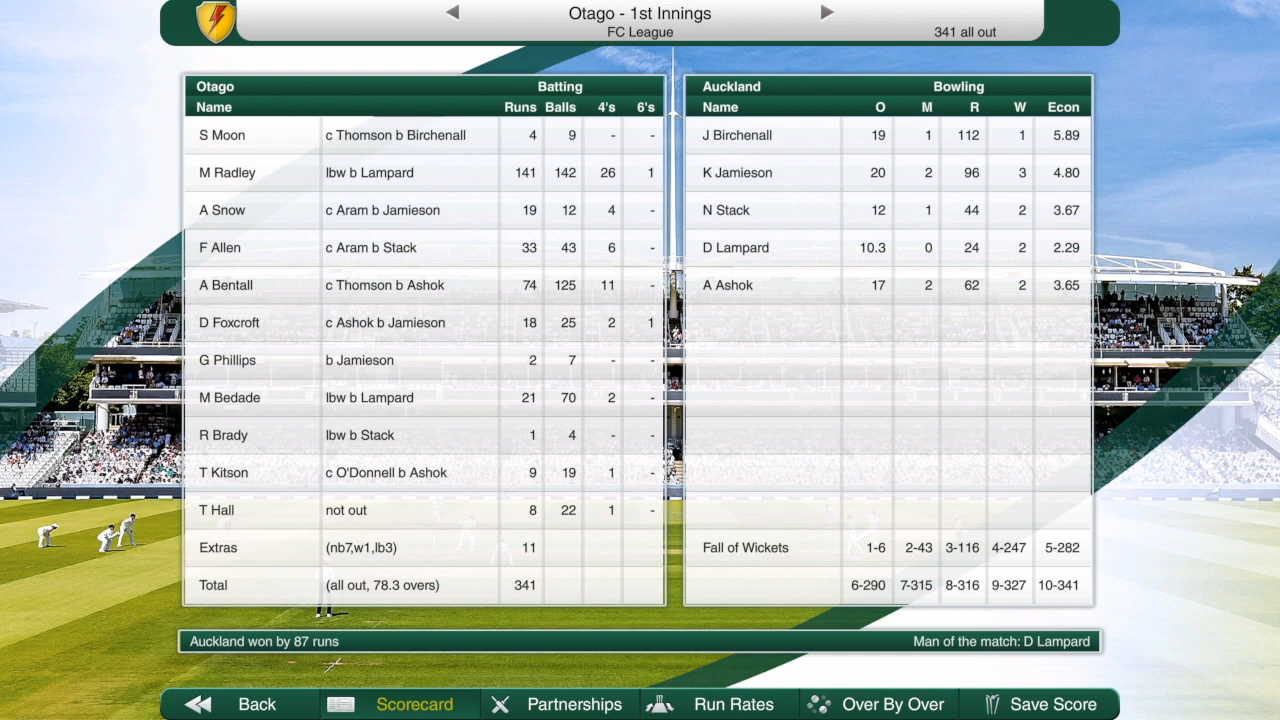 Otago - 1st Innings
FC League 341 all out
Otago Batting
Name Runs Balls 4's 6's
S Moon c Thomson b Birchenall 4 9 - -
M Radley lbw b Lampard 141 142 26 1
A Snow c Aram b Jamieson 19 12 4 -
F Allen c Aram b Stack 33 43 6 -
A Bentall c Thomson b Ashok 74 125 11 -
D Foxcroft c Ashok b Jamieson 18 25 2 1
G Phillips b Jamieson 2 7 - -
M Bedade lbw b Lampard 21 70 2 -
R Brady lbw b Stack 1 4 - -
T Kitson c O'Donnell b Ashok 9 19 1 -
T Hall not out 8 22 1 -
Extras (nb7,w1,lb3) 11
Total (all out, 78.3 overs) 341
Auckland Bowling
Name O M R W Econ
J Birchenall 19 1 112 1 5.89
K Jamieson 20 2 96 3 4.80
N Stack 12 1 44 2 3.67
D Lampard 10.3 0 24 2 2.29
A Ashok 17 2 62 2 3.65
Fall of Wickets 1-6 2-43 3-116 4-247 5-282
6-290 7-315 8-316 9-327 10-341
Auckland won by 87 runs Man of the match: D Lampard
Back Scorecard Partnerships Run Rates Over By Over Save Score